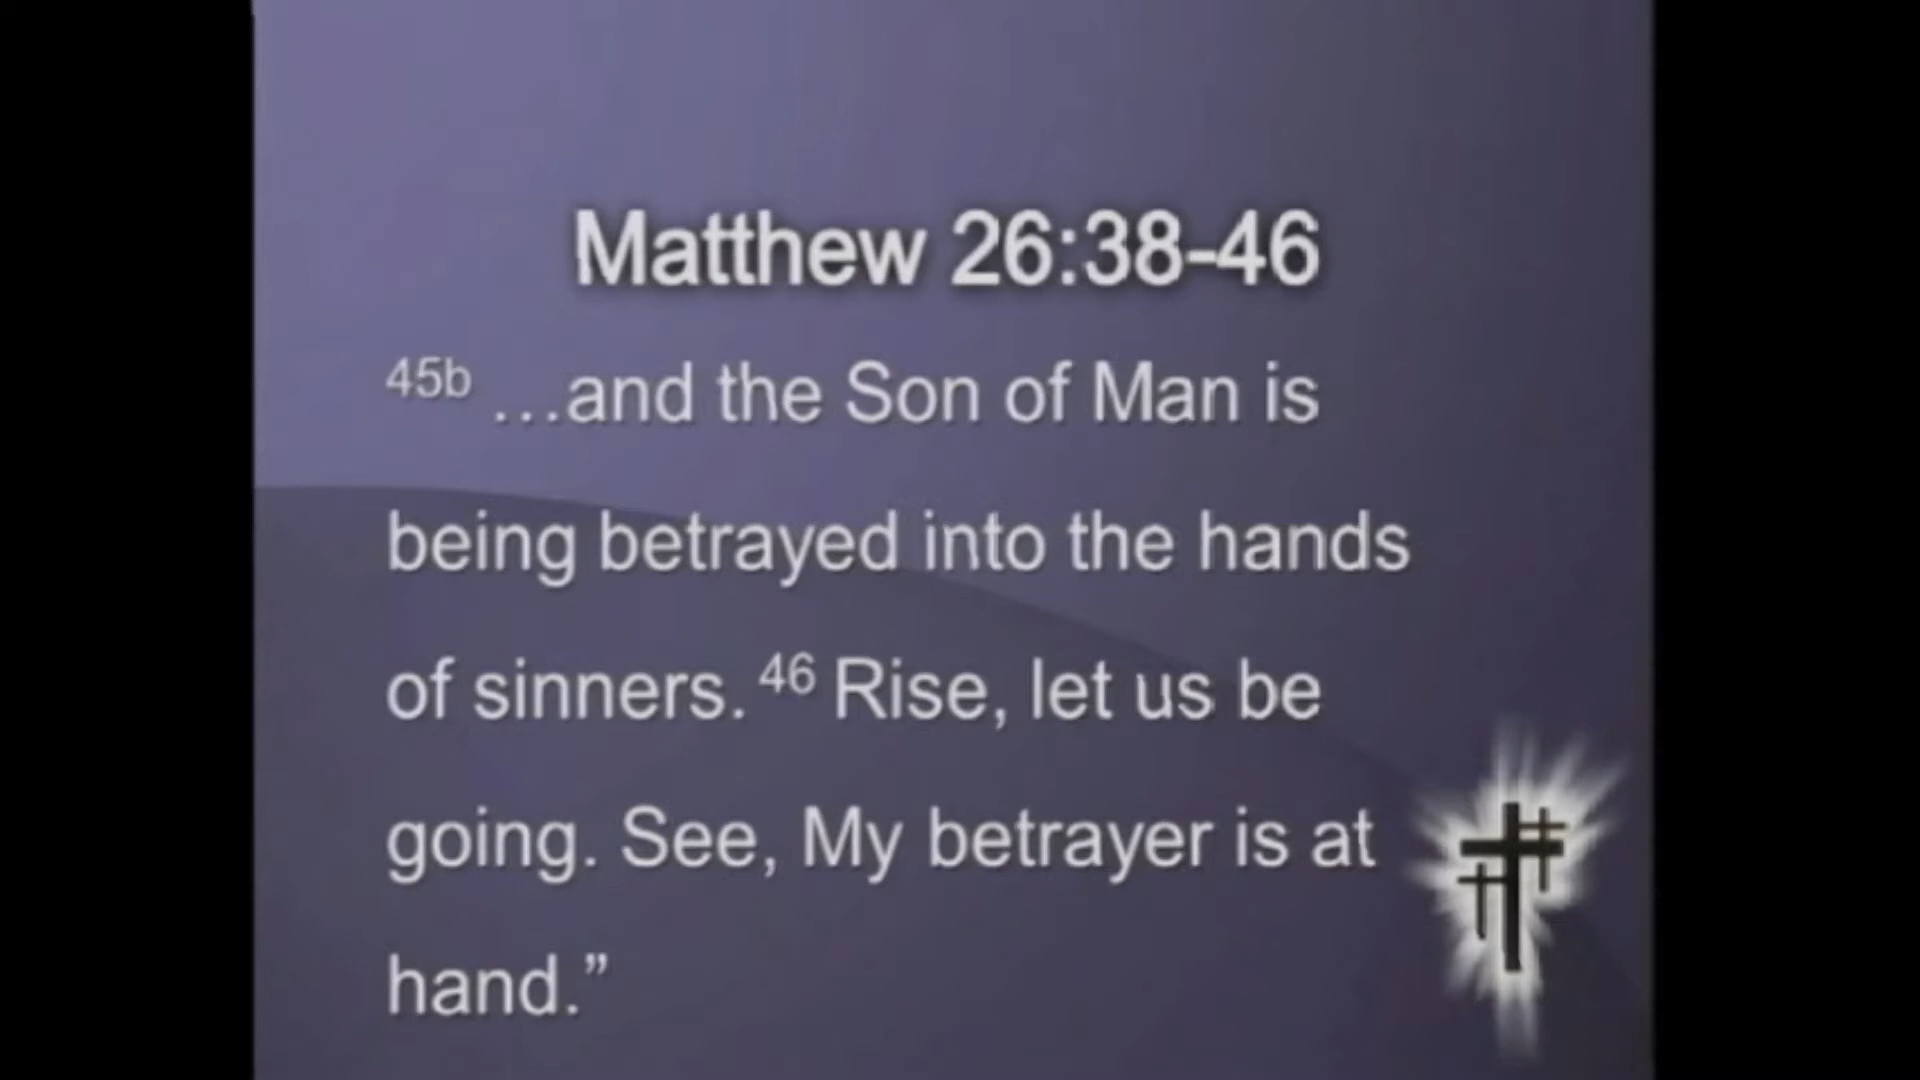 Matthew 26:38-46
45b …and the Son of Man is
being betrayed into the hands
of sinners. 46 Rise, let us be
going. See, My betrayer is at
hand.”